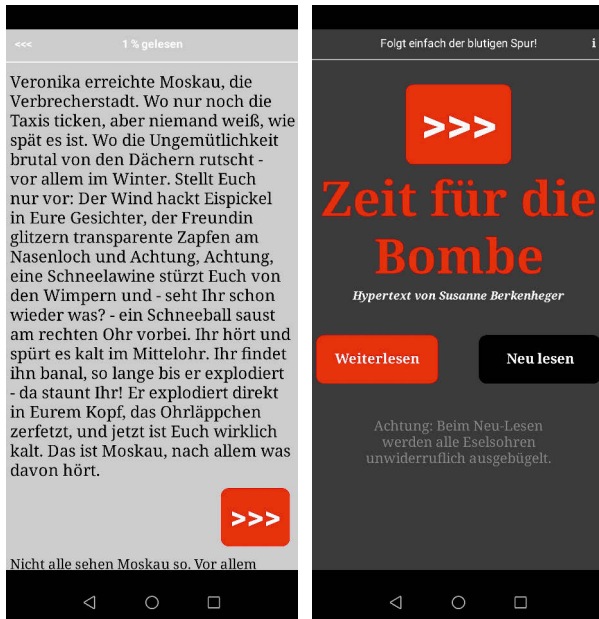 <<<
1 % gelesen
Veronika erreichte Moskau, die
Verbrecherstadt. Wo nur noch die
Taxis ticken, aber niemand weiß, wie
spät es ist. Wo die Ungemütlichkeit
brutal von den Dächern rutscht -
vor allem im Winter. Stellt Euch
nur vor: Der Wind hackt Eispickel
in Eure Gesichter, der Freundin
glitzern transparente Zapfen am
Nasenloch und Achtung, Achtung,
eine Schneelawine stürzt Euch von
den Wimpern und - seht Ihr schon
wieder was? - ein Schneeball saust
am rechten Ohr vorbei. Ihr hört und
spürt es kalt im Mittelohr. Ihr findet
ihn banal, so lange bis er explodiert
- da staunt Ihr! Er explodiert direkt
in Eurem Kopf, das Ohrläppchen
zerfetzt, und jetzt ist Euch wirklich
kalt. Das ist Moskau, nach allem was
davon hört.
>>>
Nicht alle sehen Moskau so. Vor allem
Folgt einfach der blutigen Spur!
i
>>>
Zeit für die
Bombe
Hypertext von Susanne Berkenheger
Weiterlesen
Neu lesen
Achtung: Beim Neu-Lesen
werden alle Eselsohren
unwiderruflich ausgebügelt.